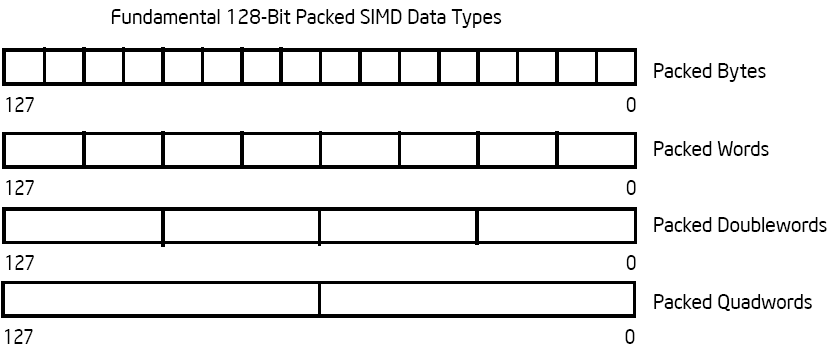 Fundamental 128-Bit Packed SIMD Data Types
Packed Bytes
127 0
Packed Words
127 0
Packed Doublewords
127 0
Packed Quadwords
127 0